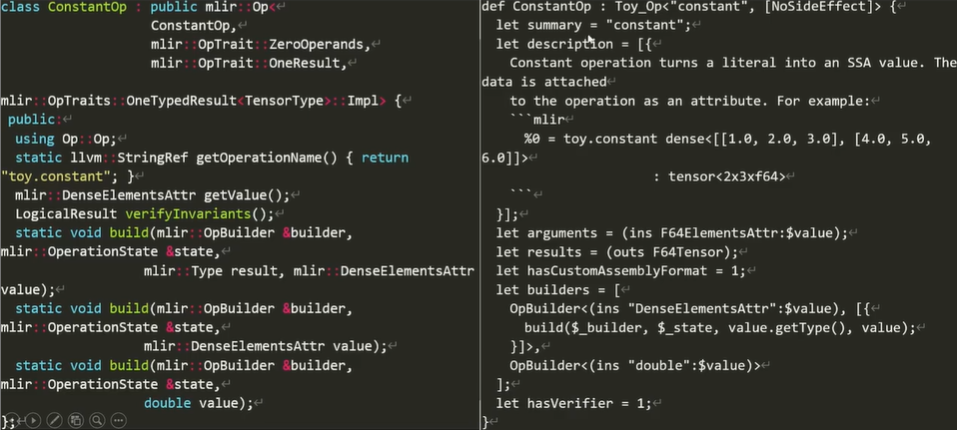 class ConstantOp : public mlir::Op<
ConstantOp,
mlir::OpTrait::ZeroOperands,
mlir::OpTrait::OneResult,
mlir::OpTraits::OneTypedResult<TensorType>::Impl> {
public:
using Op::Op;
static llvm::StringRef getOperationName() { return
"toy.constant"; }
mlir::DenseElementsAttr getValue();
LogicalResult verifyInvariants();
static void build(mlir::OpBuilder &builder,
mlir::OperationState &state,
mlir::Type result, mlir::DenseElementsAttr
value);
static void build(mlir::OpBuilder &builder,
mlir::OperationState &state,
mlir::DenseElementsAttr value);
static void build(mlir::OpBuilder &builder,
mlir::OperationState &state,
double value);
};
def ConstantOp : Toy_Op<"constant", [NoSideEffect]> {
let summary = "constant";
let description = [{
Constant operation turns a literal into an SSA value. The
data is attached
to the operation as an attribute. For example:
```mlir
%0 = toy.constant dense<[[1.0, 2.0, 3.0], [4.0, 5.0,
6.0]]>
: tensor<2x3xf64>
```
}];
let arguments = (ins F64ElementsAttr:$value);
let results = (outs F64Tensor);
let hasCustomAssemblyFormat = 1;
let builders = [
OpBuilder<(ins "DenseElementsAttr":$value), [{
build($_builder, $_state, value.getType(), value);
}]>,
OpBuilder<(ins "double":$value)>
];
let hasVerifier = 1;
}